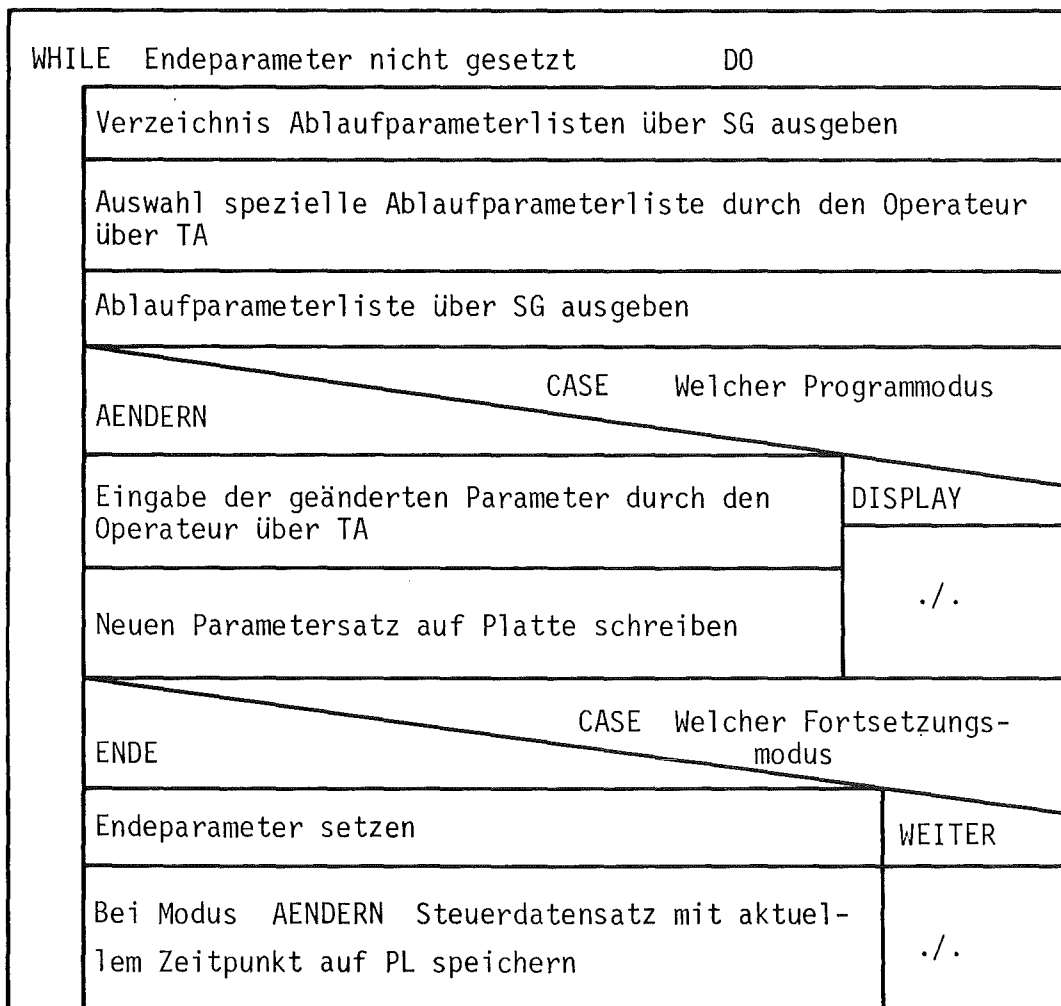 WHILE Endeparameter nicht gesetzt DO
Verzeichnis Ablaufparameterlisten über SG ausgeben
Auswahl spezielle Ablaufparameterliste durch den Operateur
über TA
Ablaufparameterliste über SG ausgeben
CASE Welcher Programmodus
AENDERN
Eingabe der geänderten Parameter durch den
Operateur über TA
DISPLAY
./.
Neuen Parametersatz auf Platte schreiben
CASE Welcher Fortsetzungs-
modus
ENDE
Endeparameter setzen
WEITER
Bei Modus AENDERN Steuerdatensatz mit aktuel-
lem Zeitpunkt auf PL speichern
./.